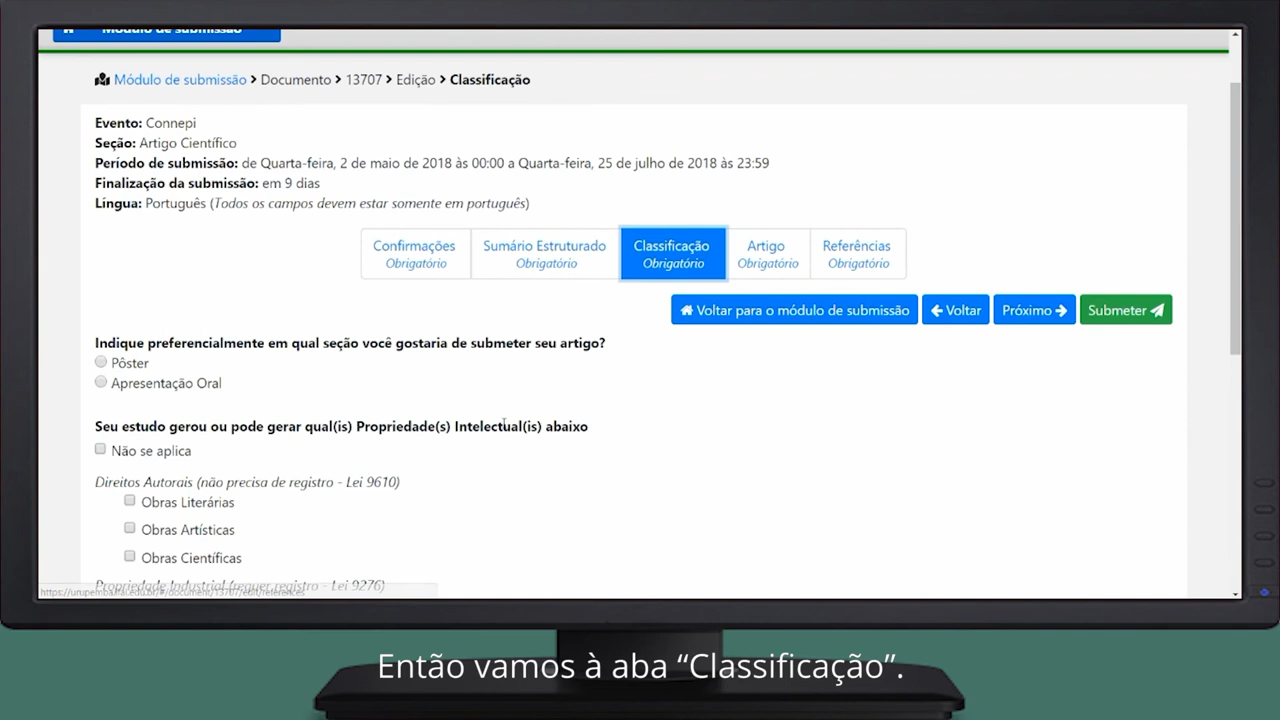 Módulo de submissão
Módulo de submissão > Documento > 13707 > Edição > Classificação
Evento: Connepi
Seção: Artigo Científico
Período de submissão: de Quarta-feira, 2 de maio de 2018 às 00:00 a Quarta-feira, 25 de julho de 2018 às 23:59
Finalização da submissão: em 9 dias
Língua: Português (Todos os campos devem estar somente em português)
Confirmações Sumário Estruturado Classificação Artigo Referências
Obrigatório Obrigatório Obrigatório Obrigatório Obrigatório
Voltar para o módulo de submissão Voltar Próximo Submeter
Indique preferencialmente em qual seção você gostaria de submeter seu artigo?
Pôster
Apresentação Oral
Seu estudo gerou ou pode gerar qual(is) Propriedade(s) Intelectual(is) abaixo
Não se aplica
Direitos Autorais (não precisa de registro - Lei 9610)
Obras Literárias
Obras Artísticas
Obras Científicas
Propriedade Industrial (requer registro - Lei 9276)
Então vamos à aba “Classificação”.